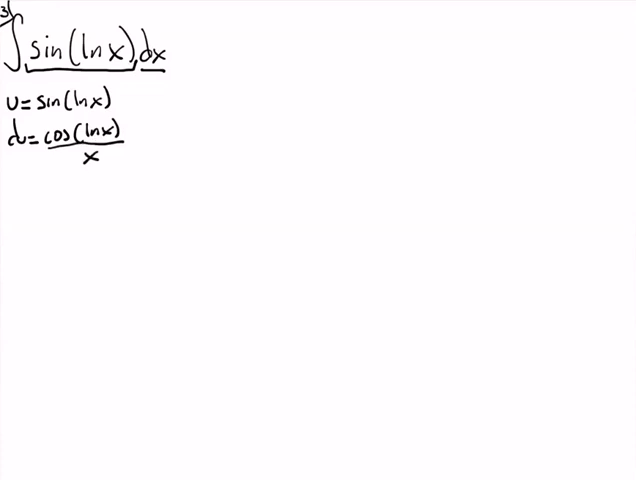 3)
∫ sin(ln x) dx
u = sin(ln x)
du = cos(ln x) / x